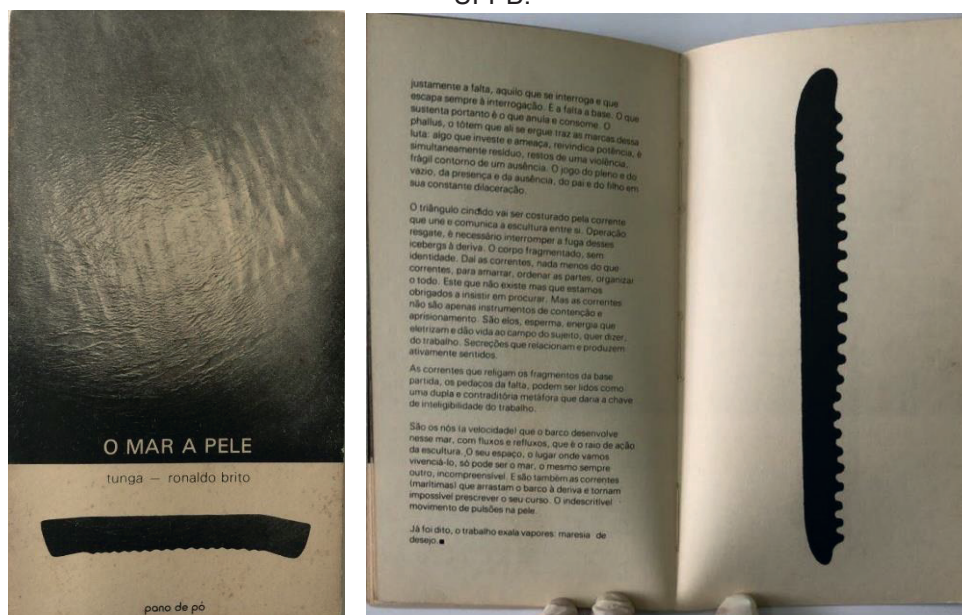 O MAR A PELE
tunga — ronaldo brito
pano de pó
justamente a falta, aquilo que se interroga e que
escapa sempre à interrogação. É a falta a base. O que
sustenta portanto é o que anula e consome. O
phallus, o tótem que ali se ergue traz as marcas dessa
luta: algo que investe e ameaça, reivindica potência, é
simultaneamente resíduo, restos de uma violência,
frágil contorno de um ausência. O jogo do pleno e do
vazio, da presença e da ausência, do pai e do filho em
sua constante dilaceração.
O triângulo cindido vai ser costurado pela corrente
que une e comunica a escultura entre si. Operação
resgate, é necessário interromper a fuga desses
icebergs à deriva. O corpo fragmentado, sem
identidade. Daí as correntes, nada menos do que
correntes, para amarrar, ordenar as partes, organizar
o todo. Este que não existe mas que estamos
obrigados a insistir em procurar. Mas as correntes
não são apenas instrumentos de contenção e
aprisionamento. São elos, esperma, energia que
eletrizam e dão vida ao campo do sujeito, quer dizer,
do trabalho. Secreções que relacionam e produzem
ativamente sentidos.
As correntes que religam os fragmentos da base
partida, os pedaços da falta, podem ser lidos como
uma dupla e contraditória metáfora que daria a chave
de inteligibilidade do trabalho.
São os nós (a velocidade) que o barco desenvolve
nesse mar, com fluxos e refluxos, que é o raio de ação
da escultura. O seu espaço, o lugar onde vamos
vivenciá-lo, só pode ser o mar, o mesmo sempre
outro, incompreensível. E são também as correntes
(marítimas) que arrastam o barco à deriva e tornam
impossível prescrever o seu curso. O indescritível
movimento de pulsões na pele.
Já foi dito, o trabalho exala vapores: maresia de
desejo.■